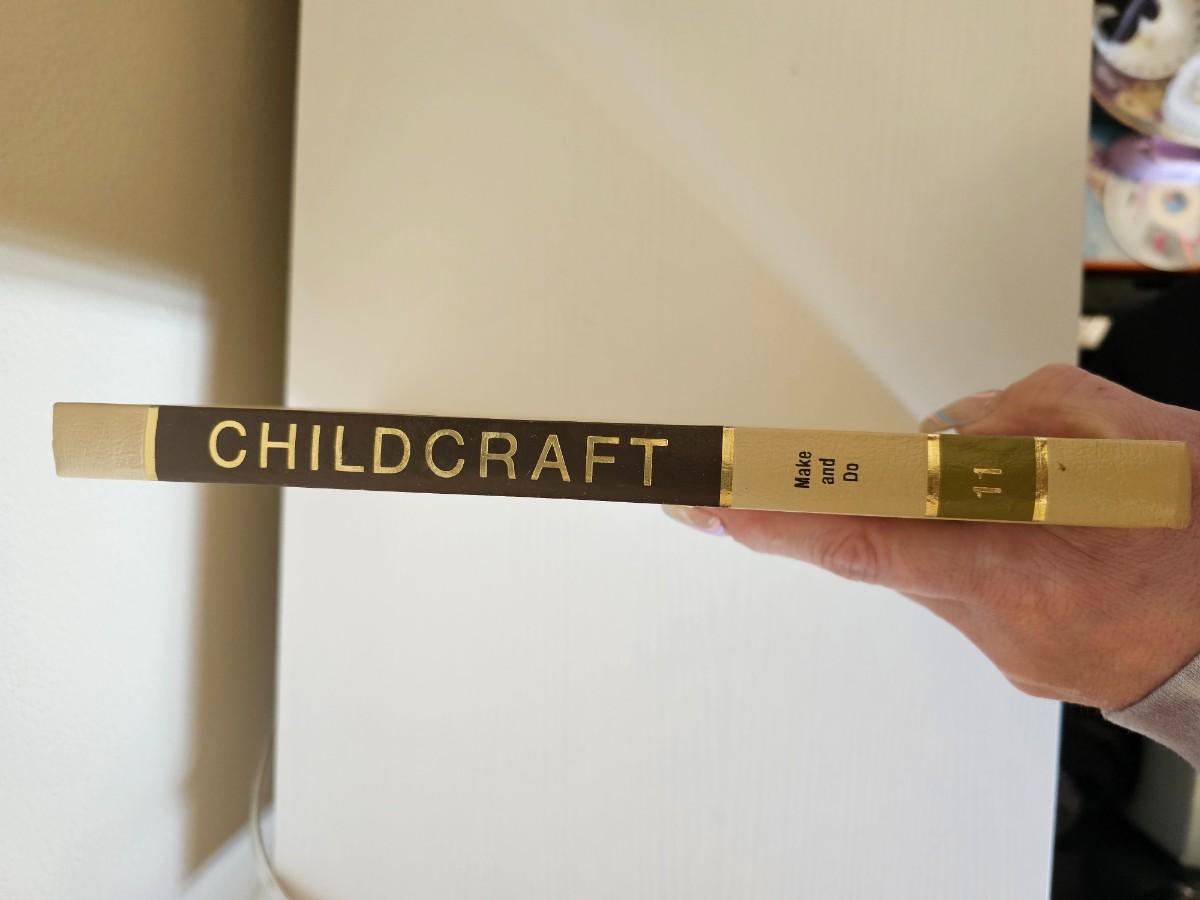 CHILDCRAFT
Make
and
Do
11